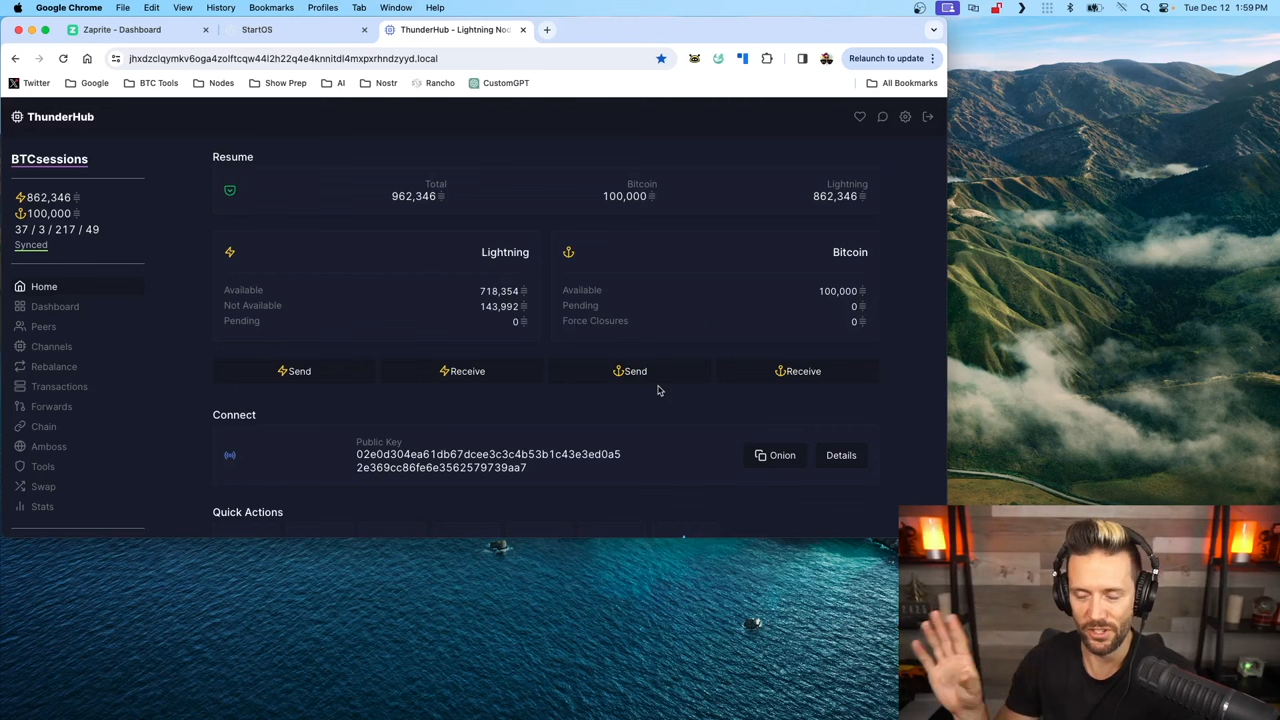 Google Chrome File Edit View History Bookmarks Profiles Tab Window Help Tue Dec 12 1:59 PM
Zaprite - Dashboard StartOS ThunderHub - Lightning Nod
jhxdzclqymkv6oga4zolftcqw44l2h22q4e4knnitdl4mxpxrhndzyyd.local Relaunch to update
Twitter Google BTC Tools Nodes Show Prep AI Nostr Rancho CustomGPT All Bookmarks
ThunderHub
BTCsessions
862,346
100,000
37 / 3 / 217 / 49
Synced
Home
Dashboard
Peers
Channels
Rebalance
Transactions
Forwards
Chain
Amboss
Tools
Swap
Stats
Resume
Total Bitcoin Lightning
962,346 100,000 862,346
Lightning
Available 718,354
Not Available 143,992
Pending 0
Bitcoin
Available 100,000
Pending 0
Force Closures 0
Send Receive Send Receive
Connect
Public Key
02e0d304ea61db67dcee3c3c4b53b1c43e3ed0a5
2e369cc86fe6e3562579739aa7
Onion Details
Quick Actions